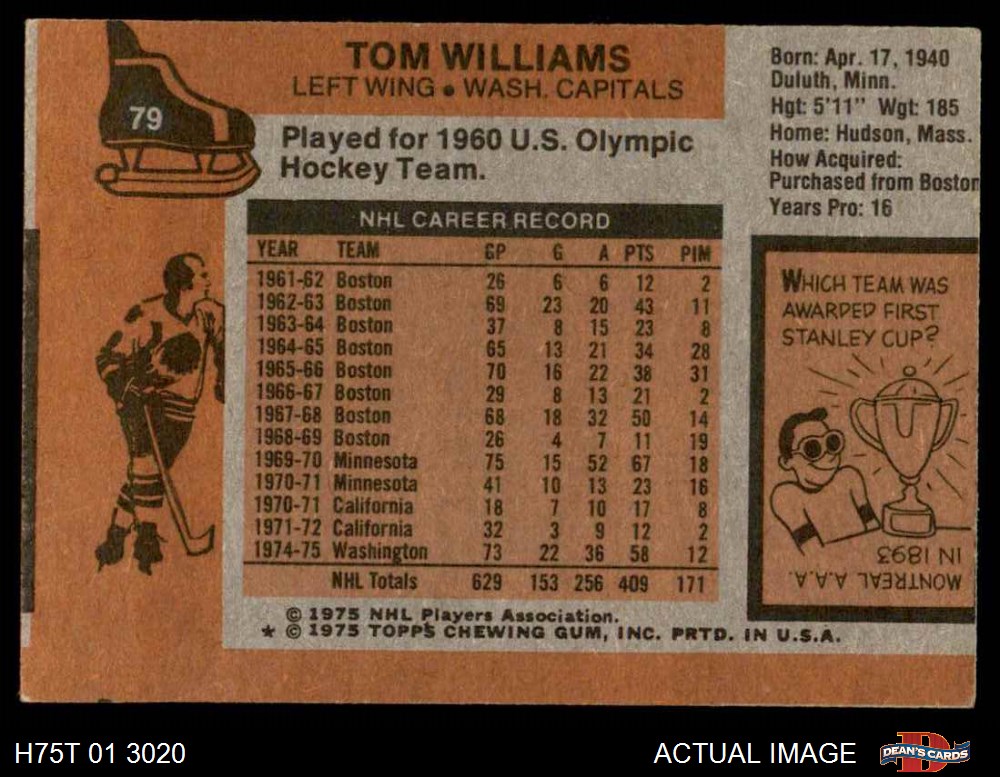 79
TOM WILLIAMS
LEFT WING • WASH. CAPITALS
Played for 1960 U.S. Olympic
Hockey Team.
Born: Apr. 17, 1940
Duluth, Minn.
Hgt: 5'11" Wgt: 185
Home: Hudson, Mass.
How Acquired:
Purchased from Boston
Years Pro: 16
NHL CAREER RECORD
YEAR TEAM GP G A PTS PIM
1961-62 Boston 26 6 6 12 2
1962-63 Boston 69 23 20 43 11
1963-64 Boston 37 8 15 23 8
1964-65 Boston 65 13 21 34 28
1965-66 Boston 70 16 22 38 31
1966-67 Boston 29 8 13 21 2
1967-68 Boston 68 18 32 50 14
1968-69 Boston 26 4 7 11 19
1969-70 Minnesota 75 15 52 67 18
1970-71 Minnesota 41 10 13 23 16
1970-71 California 18 7 10 17 8
1971-72 California 32 3 9 12 2
1974-75 Washington 73 22 36 58 12
NHL Totals 629 153 256 409 171
© 1975 NHL Players Association.
* © 1975 TOPPS CHEWING GUM, INC. PRTD. IN U.S.A.
WHICH TEAM WAS
AWARDED FIRST
STANLEY CUP?
MONTREAL A.A.A.
IN 1893
H75T 01 3020
ACTUAL IMAGE
D
DEAN'S CARDS